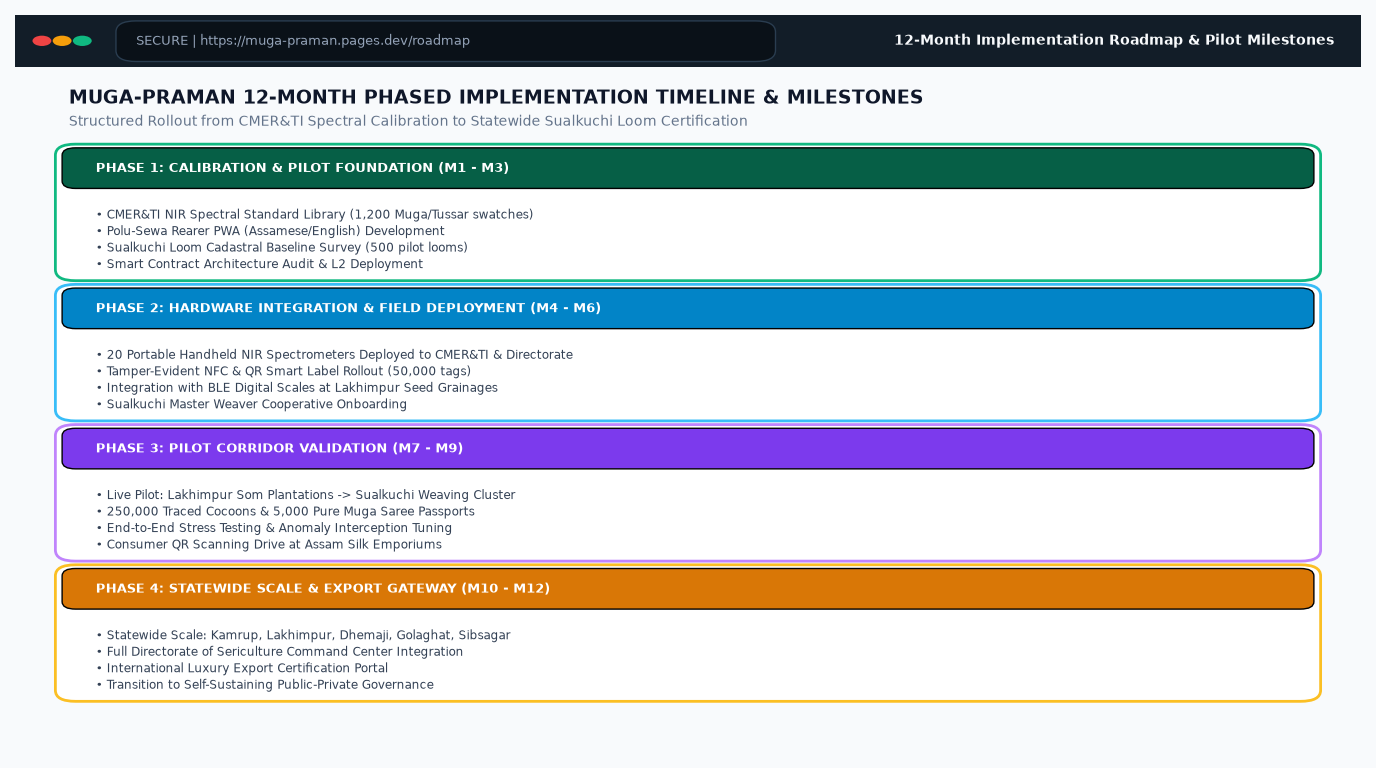 SECURE | https://muga-praman.pages.dev/roadmap
12-Month Implementation Roadmap & Pilot Milestones
MUGA-PRAMAN 12-MONTH PHASED IMPLEMENTATION TIMELINE & MILESTONES
Structured Rollout from CMER&TI Spectral Calibration to Statewide Sualkuchi Loom Certification
PHASE 1: CALIBRATION & PILOT FOUNDATION (M1 - M3)
• CMER&TI NIR Spectral Standard Library (1,200 Muga/Tussar swatches)
• Polu-Sewa Rearer PWA (Assamese/English) Development
• Sualkuchi Loom Cadastral Baseline Survey (500 pilot looms)
• Smart Contract Architecture Audit & L2 Deployment
PHASE 2: HARDWARE INTEGRATION & FIELD DEPLOYMENT (M4 - M6)
• 20 Portable Handheld NIR Spectrometers Deployed to CMER&TI & Directorate
• Tamper-Evident NFC & QR Smart Label Rollout (50,000 tags)
• Integration with BLE Digital Scales at Lakhimpur Seed Grainages
• Sualkuchi Master Weaver Cooperative Onboarding
PHASE 3: PILOT CORRIDOR VALIDATION (M7 - M9)
• Live Pilot: Lakhimpur Som Plantations -> Sualkuchi Weaving Cluster
• 250,000 Traced Cocoons & 5,000 Pure Muga Saree Passports
• End-to-End Stress Testing & Anomaly Interception Tuning
• Consumer QR Scanning Drive at Assam Silk Emporiums
PHASE 4: STATEWIDE SCALE & EXPORT GATEWAY (M10 - M12)
• Statewide Scale: Kamrup, Lakhimpur, Dhemaji, Golaghat, Sibsagar
• Full Directorate of Sericulture Command Center Integration
• International Luxury Export Certification Portal
• Transition to Self-Sustaining Public-Private Governance